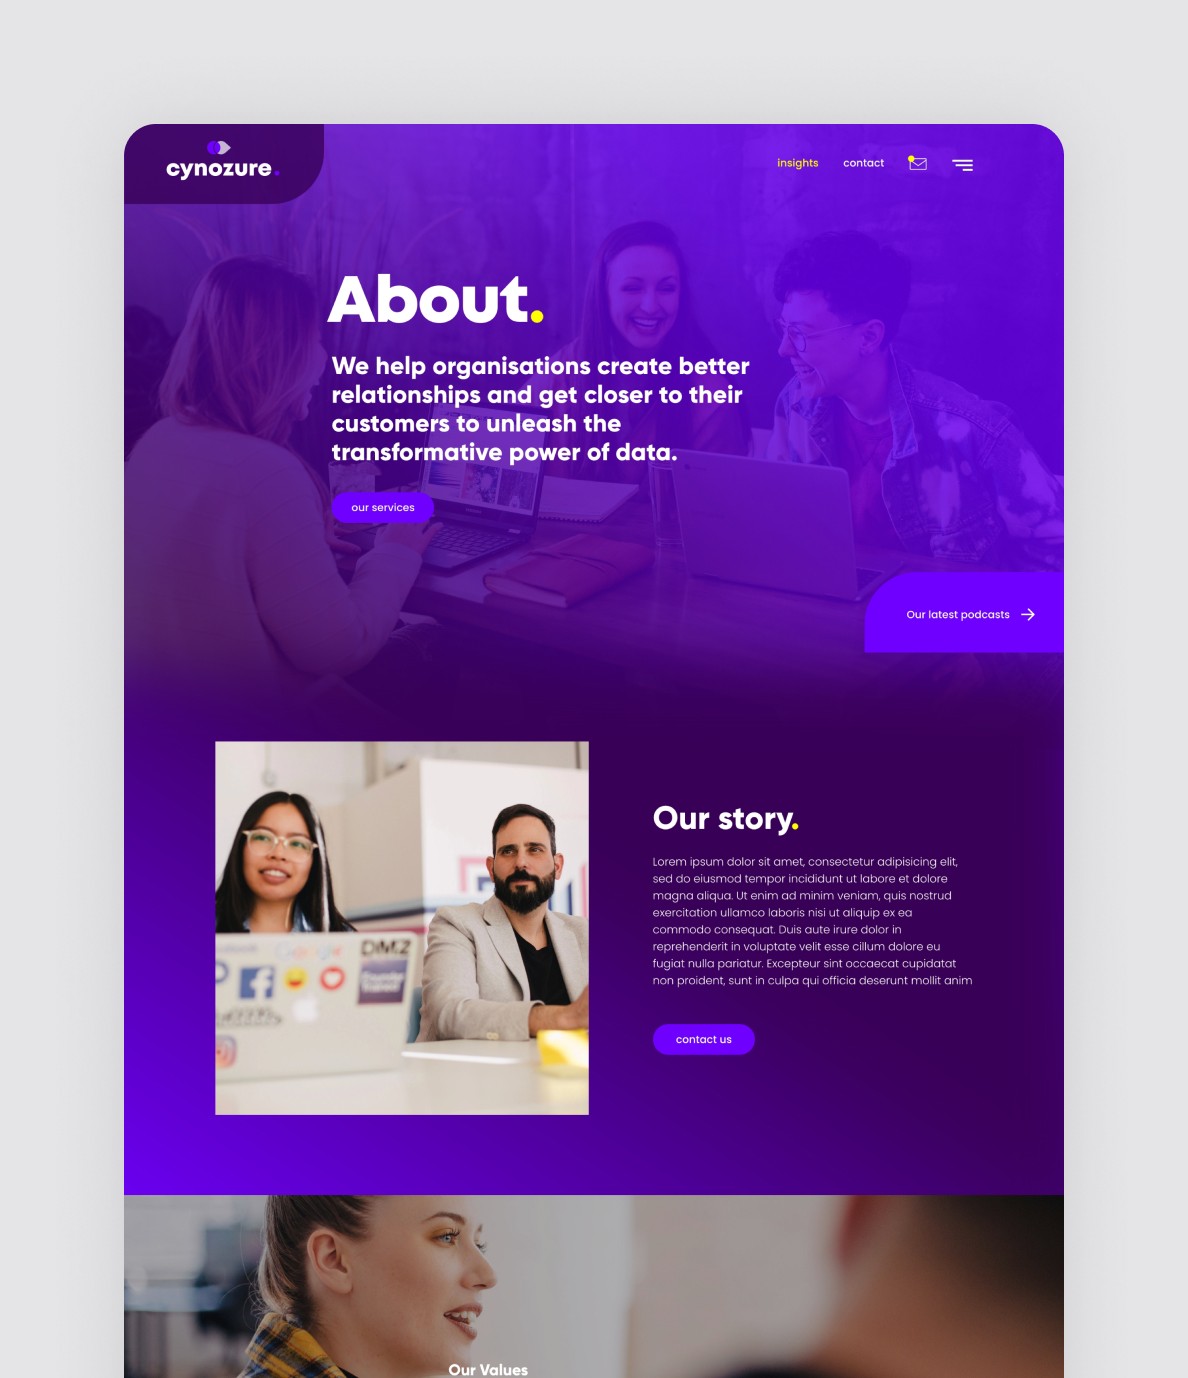 cynozure.
insights
contact
About.
We help organisations create better
relationships and get closer to their
customers to unleash the
transformative power of data.
our services
Our latest podcasts
Our story.
Lorem ipsum dolor sit amet, consectetur adipisicing elit,
sed do eiusmod tempor incididunt ut labore et dolore
magna aliqua. Ut enim ad minim veniam, quis nostrud
exercitation ullamco laboris nisi ut aliquip ex ea
commodo consequat. Duis aute irure dolor in
reprehenderit in voluptate velit esse cillum dolore eu
fugiat nulla pariatur. Excepteur sint occaecat cupidatat
non proident, sunt in culpa qui officia deserunt mollit anim
Google
DMZ
contact us
Our Values